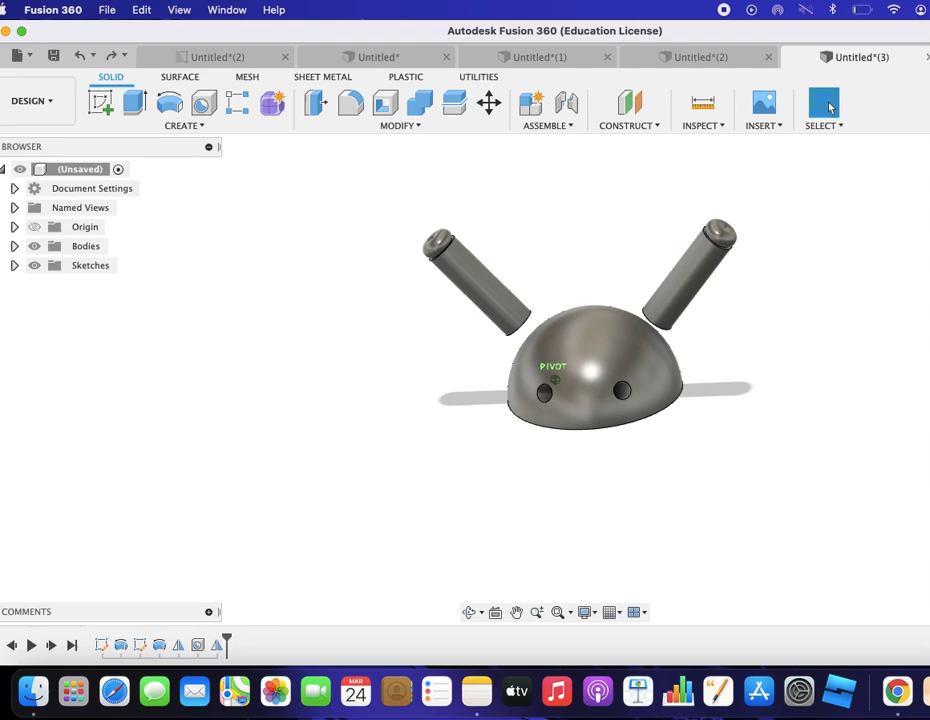 Fusion 360 File Edit View Window Help
Autodesk Fusion 360 (Education License)
Untitled*(2) Untitled* Untitled*(1) Untitled*(2) Untitled*(3)
SOLID SURFACE MESH SHEET METAL PLASTIC UTILITIES
DESIGN
CREATE MODIFY ASSEMBLE CONSTRUCT INSPECT INSERT SELECT
BROWSER
(Unsaved)
Document Settings
Named Views
Origin
Bodies
Sketches
PIVOT
COMMENTS
MAR
24
tv